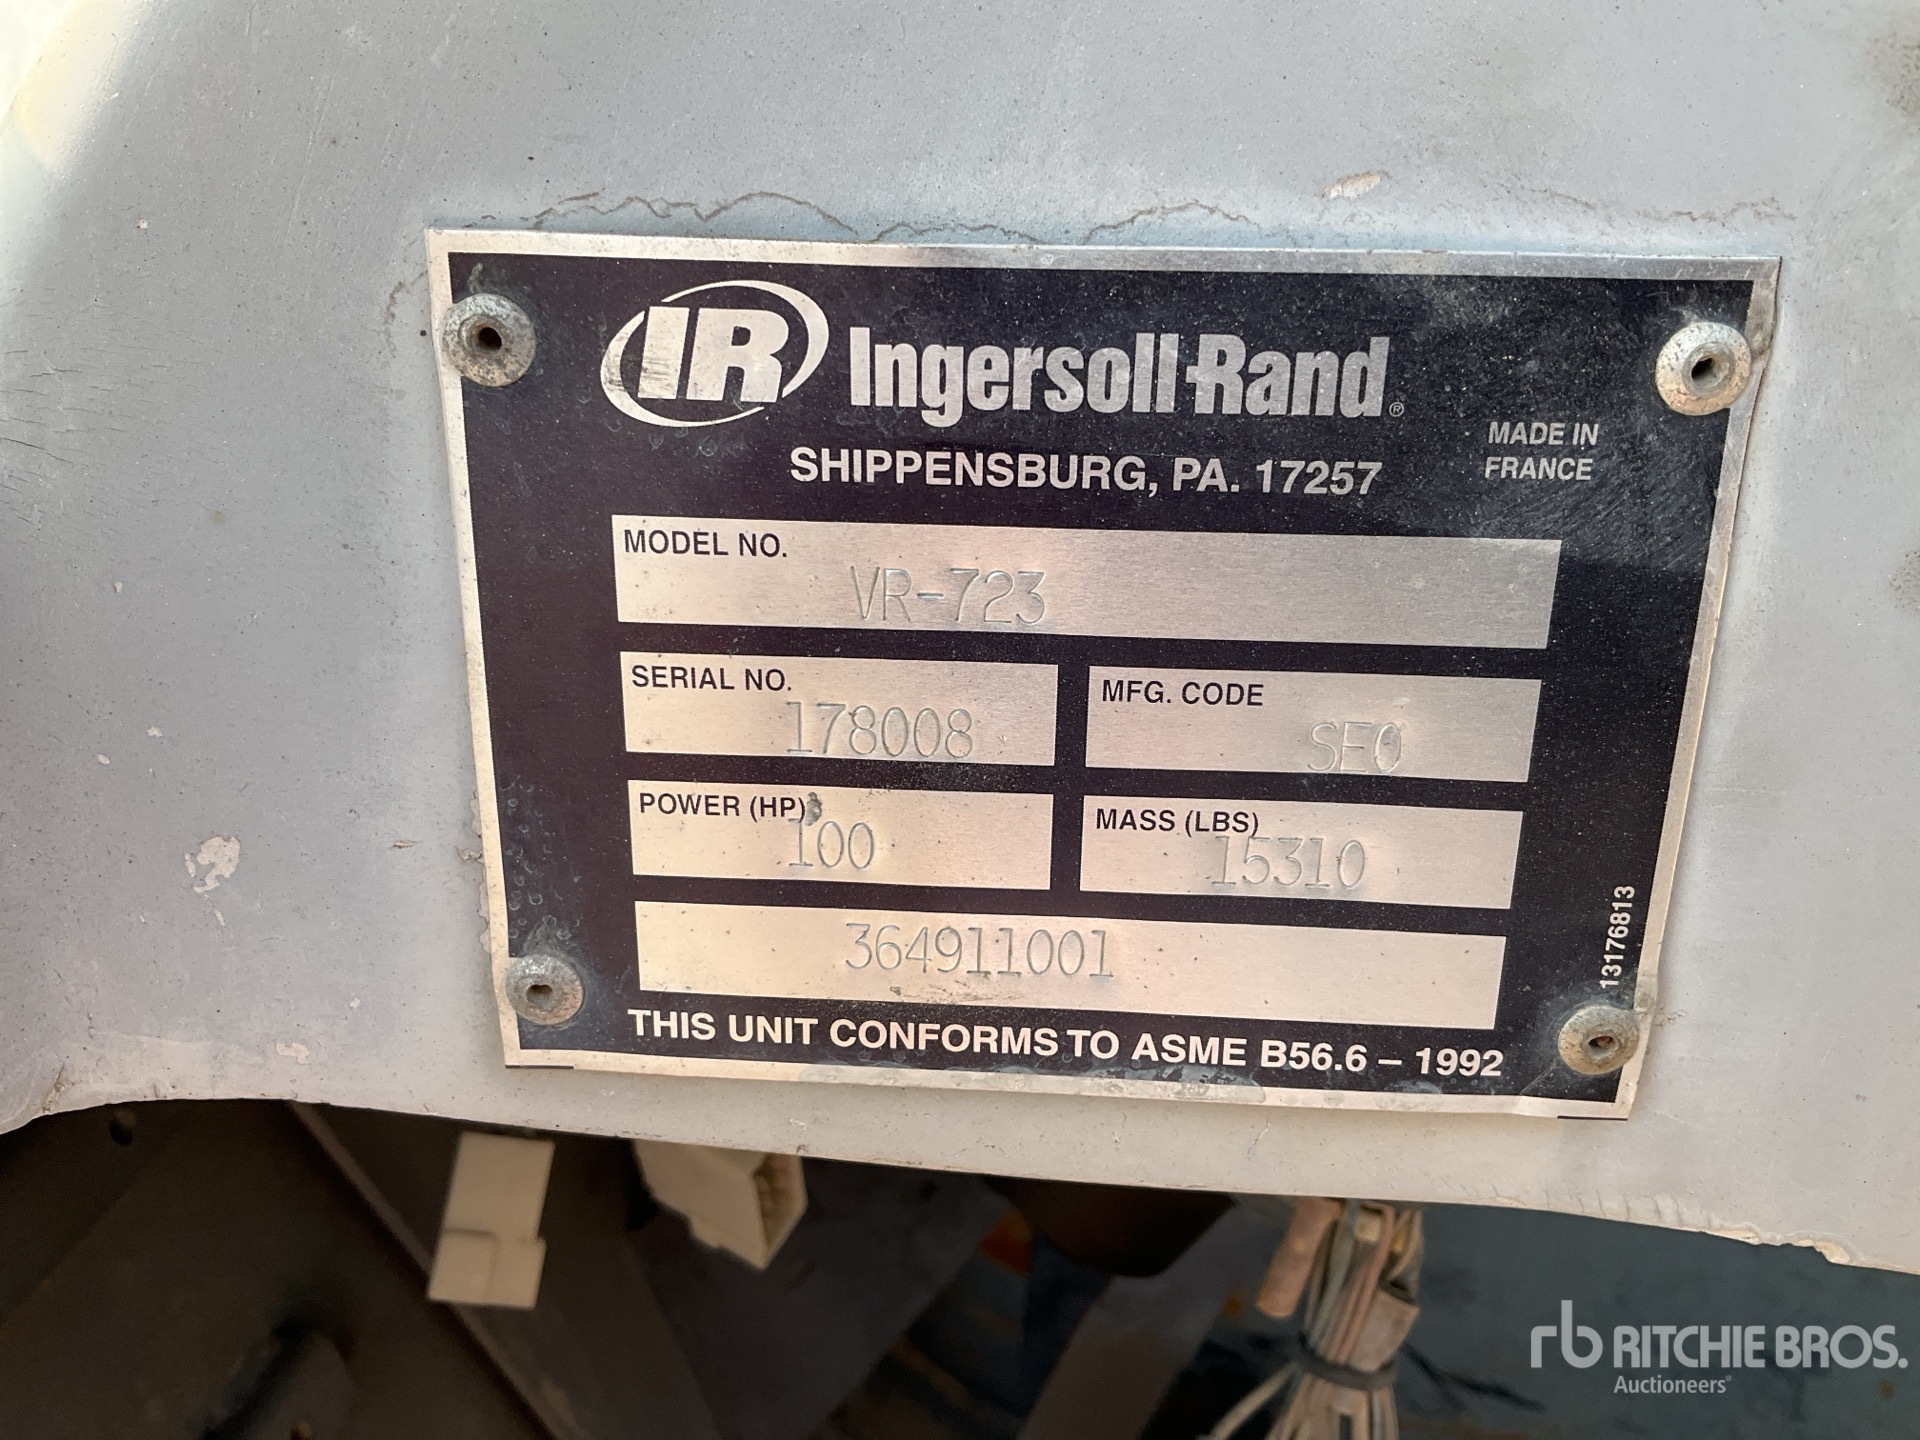 IR Ingersoll-Rand®
MADE IN
FRANCE
SHIPPENSBURG, PA. 17257
MODEL NO.
VR-723
SERIAL NO.
178008
MFG. CODE
SEO
POWER (HP)
100
MASS (LBS)
15310
364911001
13176813
THIS UNIT CONFORMS TO ASME B56.6 – 1992
rb RITCHIE BROS.
Auctioneers®